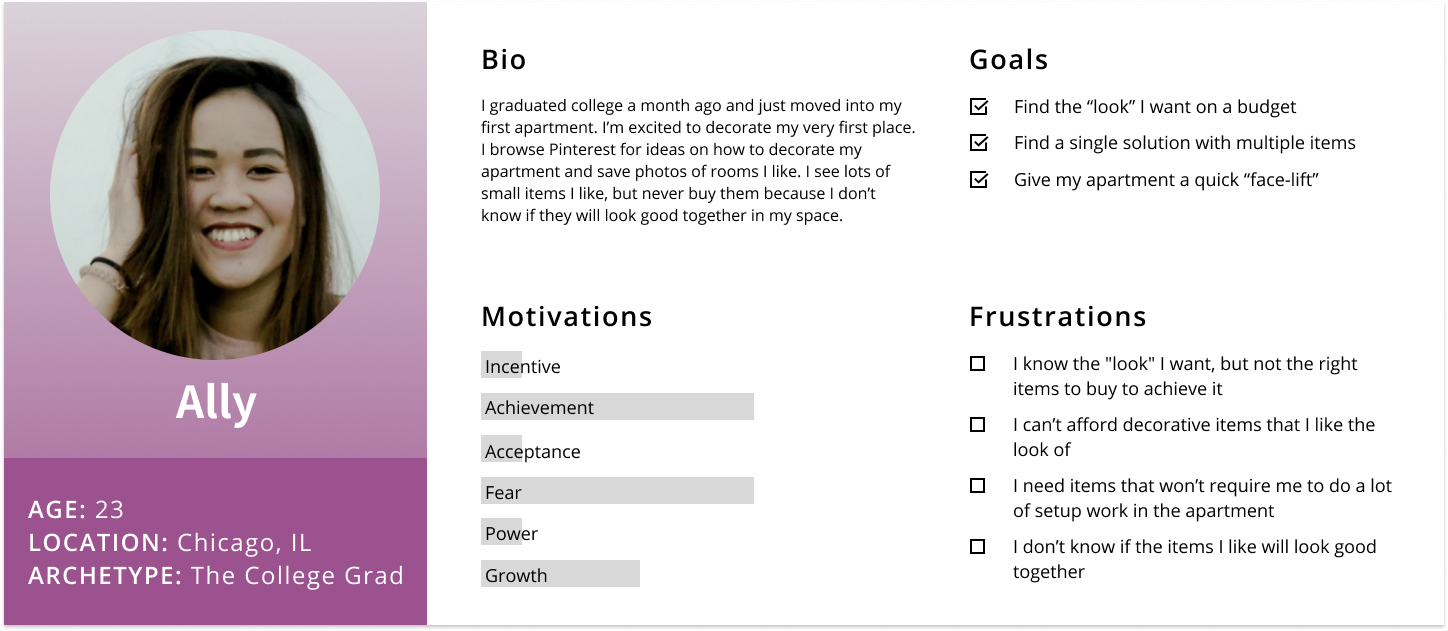 Ally
AGE: 23
LOCATION: Chicago, IL
ARCHETYPE: The College Grad
Bio
I graduated college a month ago and just moved into my
first apartment. I’m excited to decorate my very first place.
I browse Pinterest for ideas on how to decorate my
apartment and save photos of rooms I like. I see lots of
small items I like, but never buy them because I don’t
know if they will look good together in my space.
Goals
Find the “look” I want on a budget
Find a single solution with multiple items
Give my apartment a quick “face-lift”
Motivations
Incentive
Achievement
Acceptance
Fear
Power
Growth
Frustrations
I know the "look" I want, but not the right
items to buy to achieve it
I can’t afford decorative items that I like the
look of
I need items that won’t require me to do a lot
of setup work in the apartment
I don’t know if the items I like will look good
together